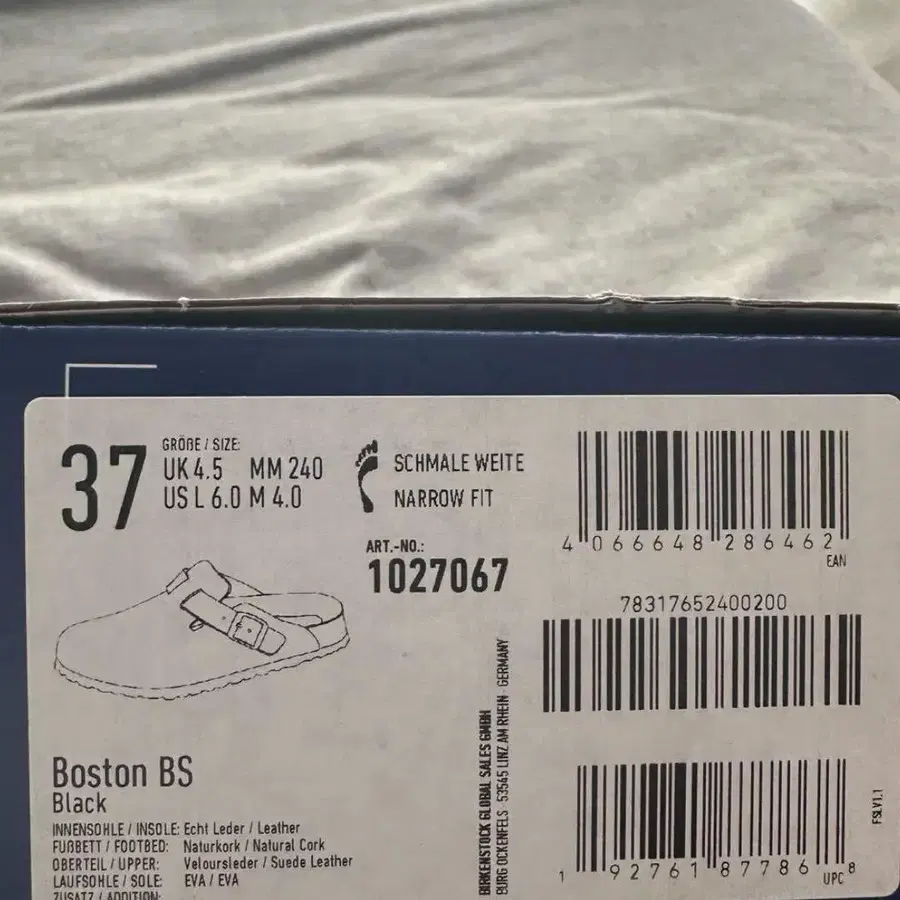 37
GRÖẞE / SIZE:
UK 4.5 MM 240
US L 6.0 M 4.0
SCHMALE WEITE
NARROW FIT
ART.-NO.:
1027067
4 066648 286462
EAN
78317652400200
BIRKENSTOCK GLOBAL SALES GMBH
BURG OCKENFELS · 53545 LINZ AM RHEIN · GERMANY
Boston BS
Black
INNENSOHLE / INSOLE: Echt Leder / Leather
FUẞBETT / FOOTBED: Naturkork / Natural Cork
OBERTEIL / UPPER: Veloursleder / Suede Leather
LAUFSOHLE / SOLE: EVA / EVA
ZUSATZ / ADDITION:
1 92761 87786 8
UPC
FSLV1.1